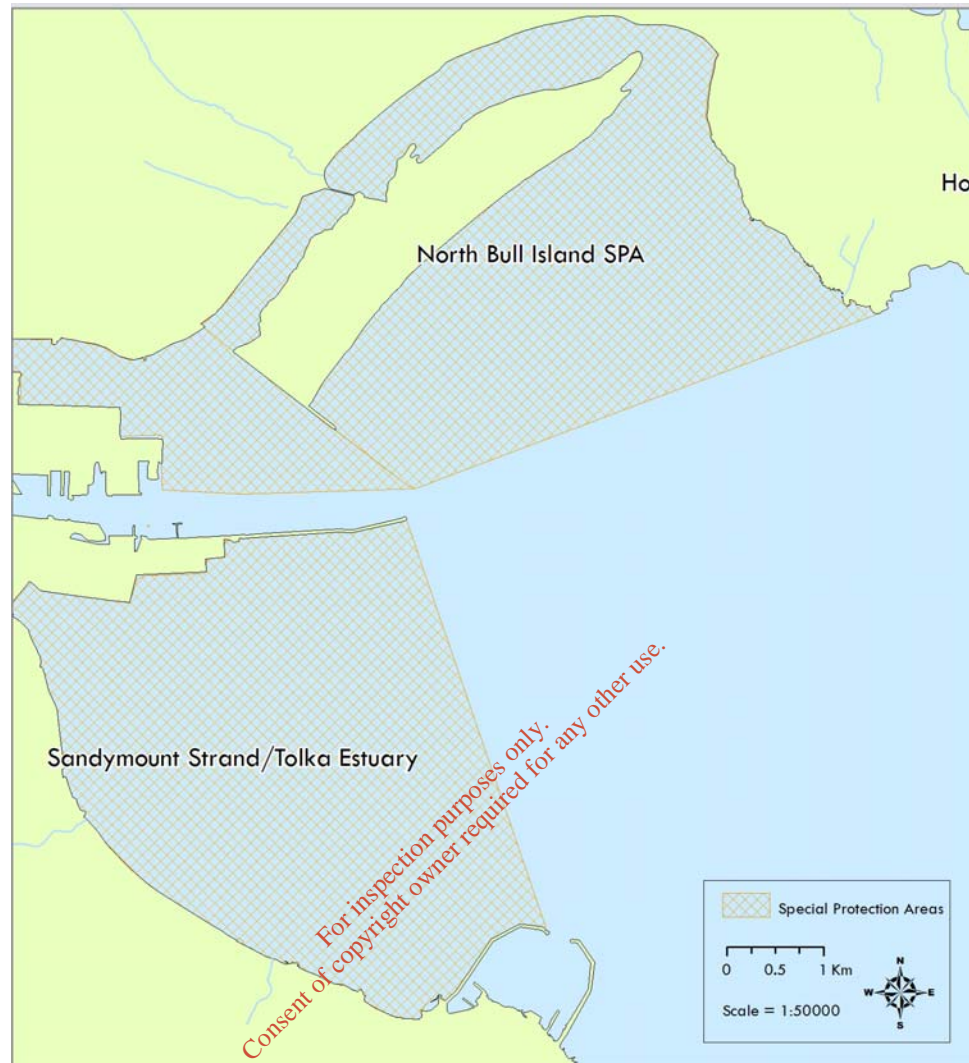 Ho
North Bull Island SPA
Sandymount Strand/Tolka Estuary
For inspection purposes only.
Consent of copyright owner required for any other use.
Special Protection Areas
0 0.5 1 Km
Scale = 1:50000
N
W E
S